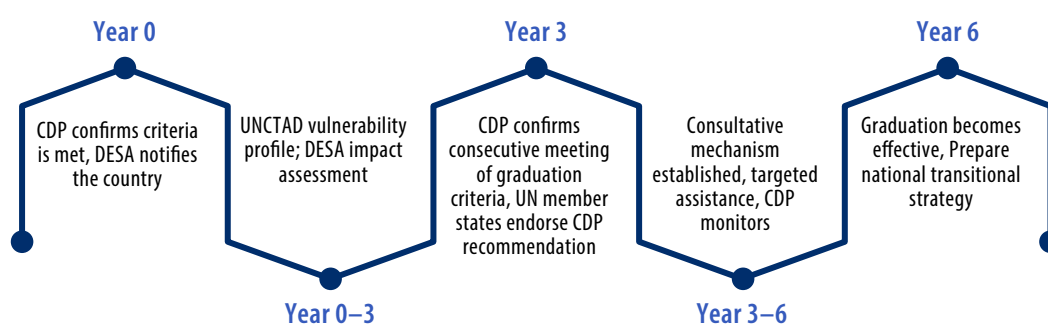 Year 0
CDP confirms criteria
is met, DESA notifies
the country
UNCTAD vulnerability
profile; DESA impact
assessment
Year 0–3
Year 3
CDP confirms
consecutive meeting
of graduation
criteria, UN member
states endorse CDP
recommendation
Consultative
mechanism
established, targeted
assistance, CDP
monitors
Year 3–6
Year 6
Graduation becomes
effective, Prepare
national transitional
strategy